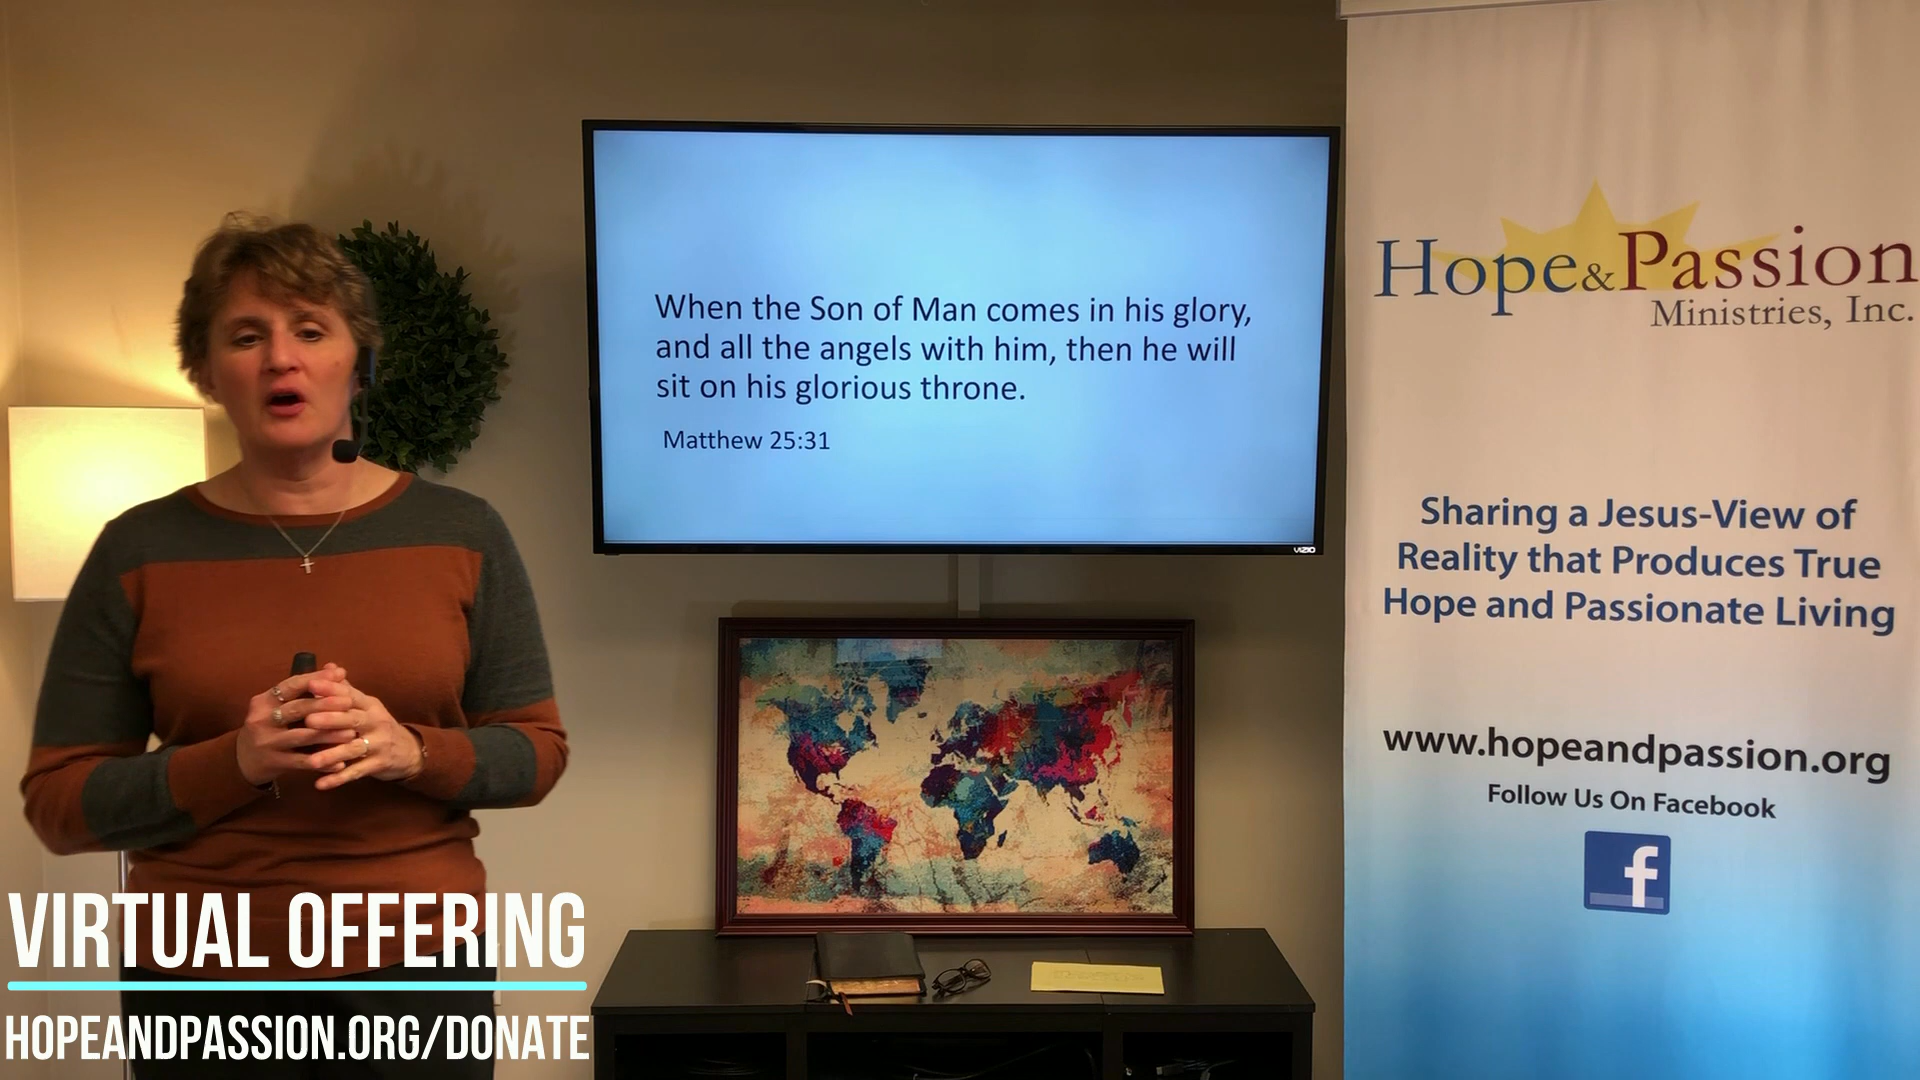 When the Son of Man comes in his glory,
and all the angels with him, then he will
sit on his glorious throne.
Matthew 25:31
VIZIO
Hope&Passion
Ministries, Inc.
Sharing a Jesus-View of
Reality that Produces True
Hope and Passionate Living
www.hopeandpassion.org
Follow Us On Facebook
f
VIRTUAL OFFERING
HOPEANDPASSION.ORG/DONATE